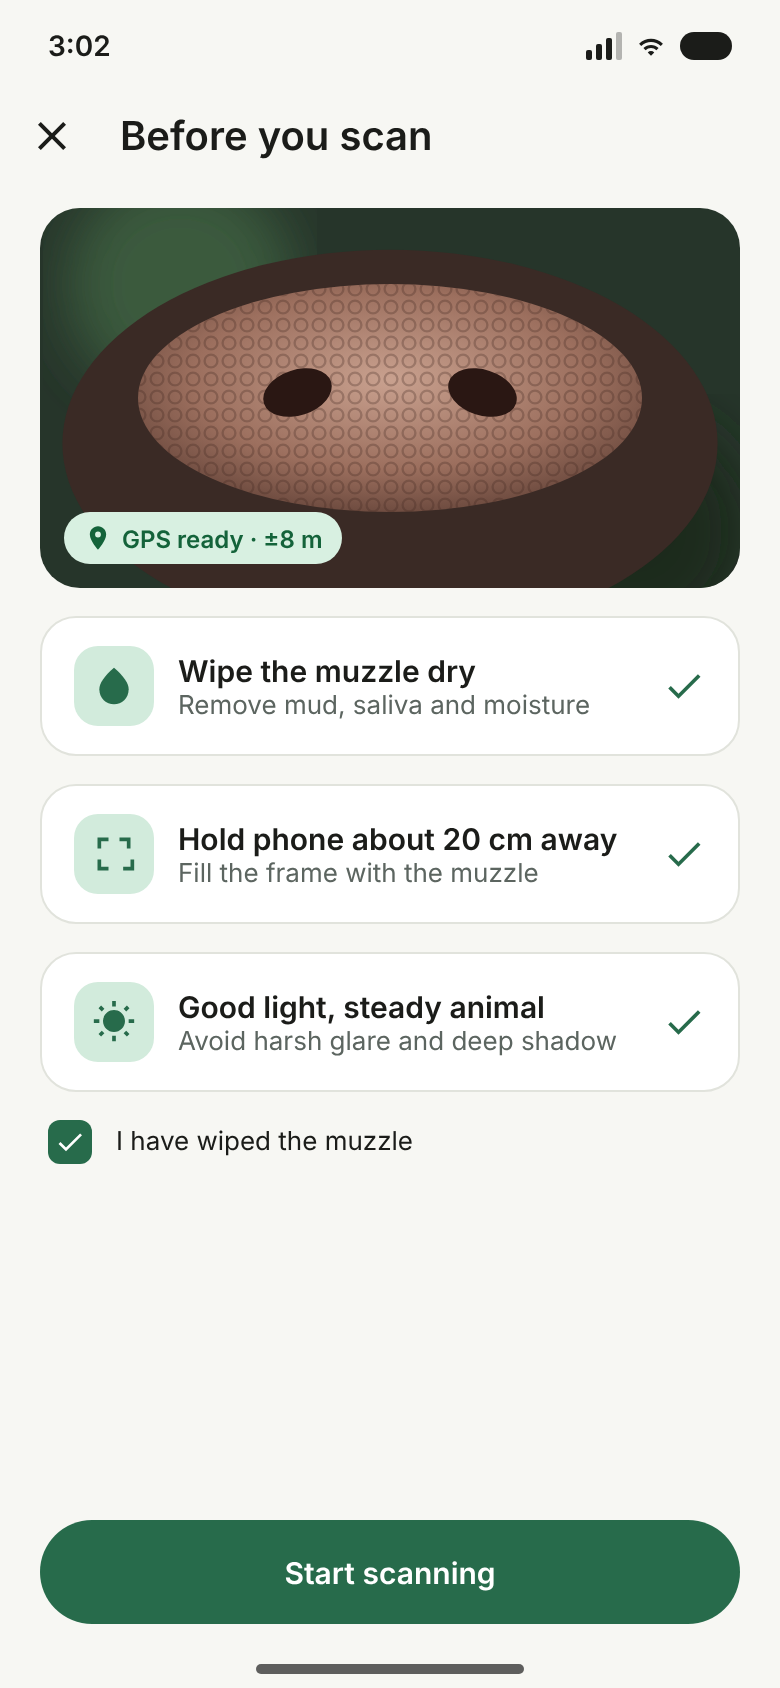 3:02
Before you scan
GPS ready · ±8 m
Wipe the muzzle dry
Remove mud, saliva and moisture
Hold phone about 20 cm away
Fill the frame with the muzzle
Good light, steady animal
Avoid harsh glare and deep shadow
I have wiped the muzzle
Start scanning